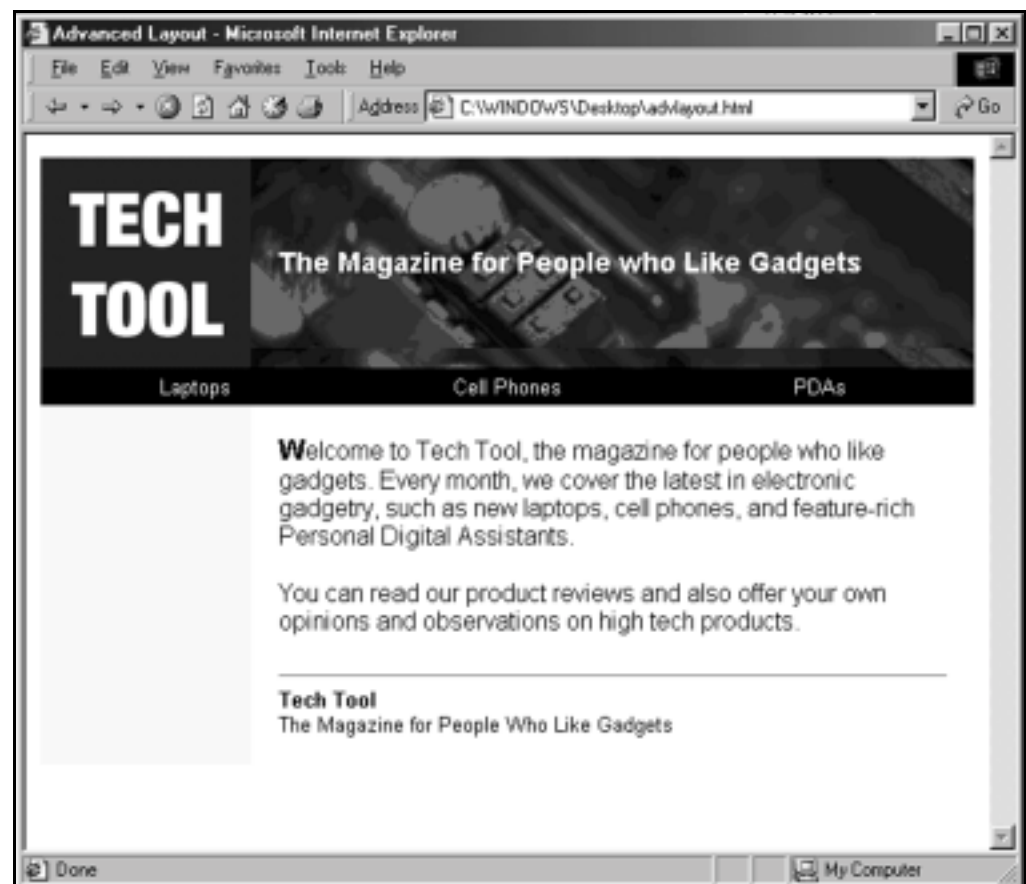 Advanced Layout - Microsoft Internet Explorer
File Edit View Favorites Tools Help
Address C:\WINDOWS\Desktop\advlayout.html Go
TECH
TOOL
The Magazine for People who Like Gadgets
Laptops Cell Phones PDAs
Welcome to Tech Tool, the magazine for people who like
gadgets. Every month, we cover the latest in electronic
gadgetry, such as new laptops, cell phones, and feature-rich
Personal Digital Assistants.
You can read our product reviews and also offer your own
opinions and observations on high tech products.
Tech Tool
The Magazine for People Who Like Gadgets
Done My Computer